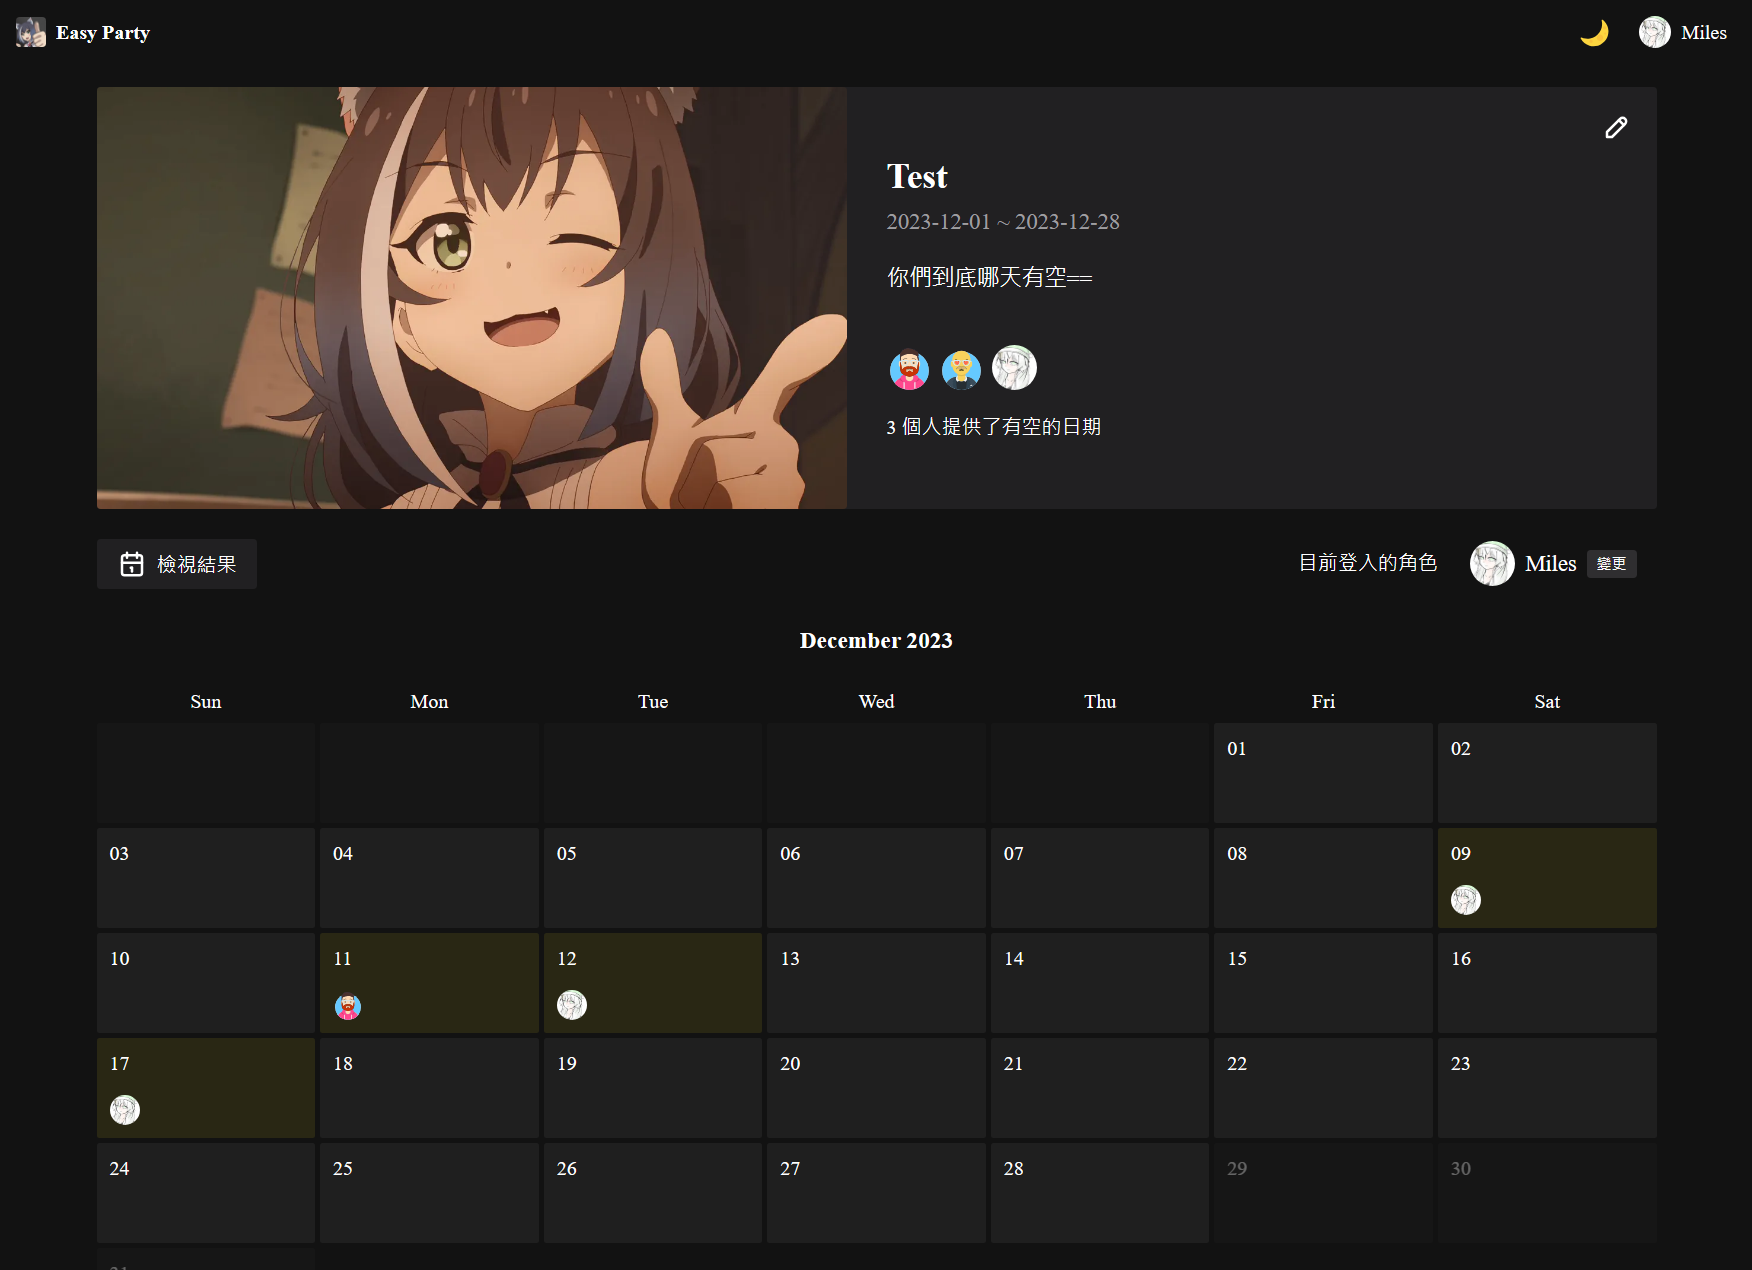 Easy Party
Miles
Test
2023-12-01 ~ 2023-12-28
你們到底哪天有空==
3 個人提供了有空的日期
檢視結果
目前登入的角色
Miles
變更
December 2023
Sun Mon Tue Wed Thu Fri Sat
01 02
03 04 05 06 07 08 09
10 11 12 13 14 15 16
17 18 19 20 21 22 23
24 25 26 27 28 29 30